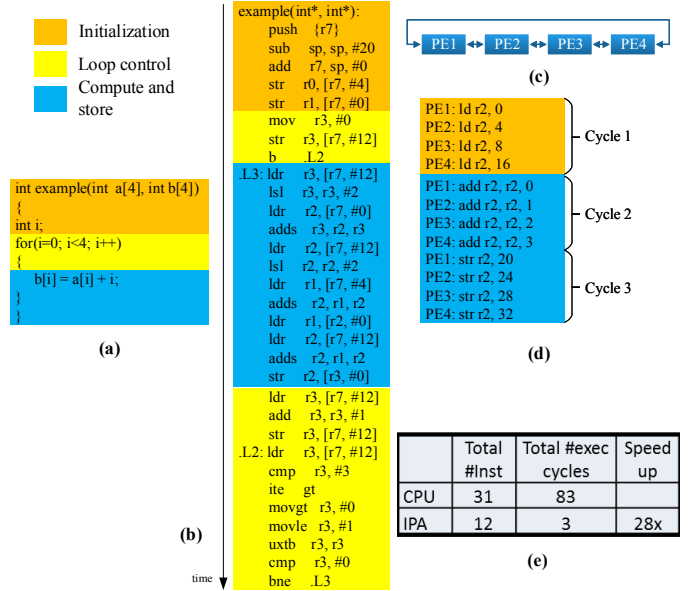 Initialization
Loop control
Compute and
store
int example(int a[4], int b[4])
{
int i;
for(i=0; i<4; i++)
{
b[i] = a[i] + i;
}
}
(a)
example(int*, int*):
push {r7}
sub sp, sp, #20
add r7, sp, #0
str r0, [r7, #4]
str r1, [r7, #0]
mov r3, #0
str r3, [r7, #12]
b .L2
.L3: ldr r3, [r7, #12]
lsl r3, r3, #2
ldr r2, [r7, #0]
adds r3, r2, r3
ldr r2, [r7, #12]
lsl r2, r2, #2
ldr r1, [r7, #4]
adds r2, r1, r2
ldr r1, [r2, #0]
ldr r2, [r7, #12]
adds r2, r1, r2
str r2, [r3, #0]
ldr r3, [r7, #12]
add r3, r3, #1
str r3, [r7, #12]
.L2: ldr r3, [r7, #12]
cmp r3, #3
ite gt
movgt r3, #0
movle r3, #1
uxtb r3, r3
cmp r3, #0
bne .L3
(b)
time
PE1 PE2 PE3 PE4
(c)
PE1: ld r2, 0
PE2: ld r2, 4
PE3: ld r2, 8
PE4: ld r2, 16
Cycle 1
PE1: add r2, r2, 0
PE2: add r2, r2, 1
PE3: add r2, r2, 2
PE4: add r2, r2, 3
Cycle 2
PE1: str r2, 20
PE2: str r2, 24
PE3: str r2, 28
PE4: str r2, 32
Cycle 3
(d)
Total #Inst Total #exec cycles Speed up
CPU 31 83
IPA 12 3 28x
(e)